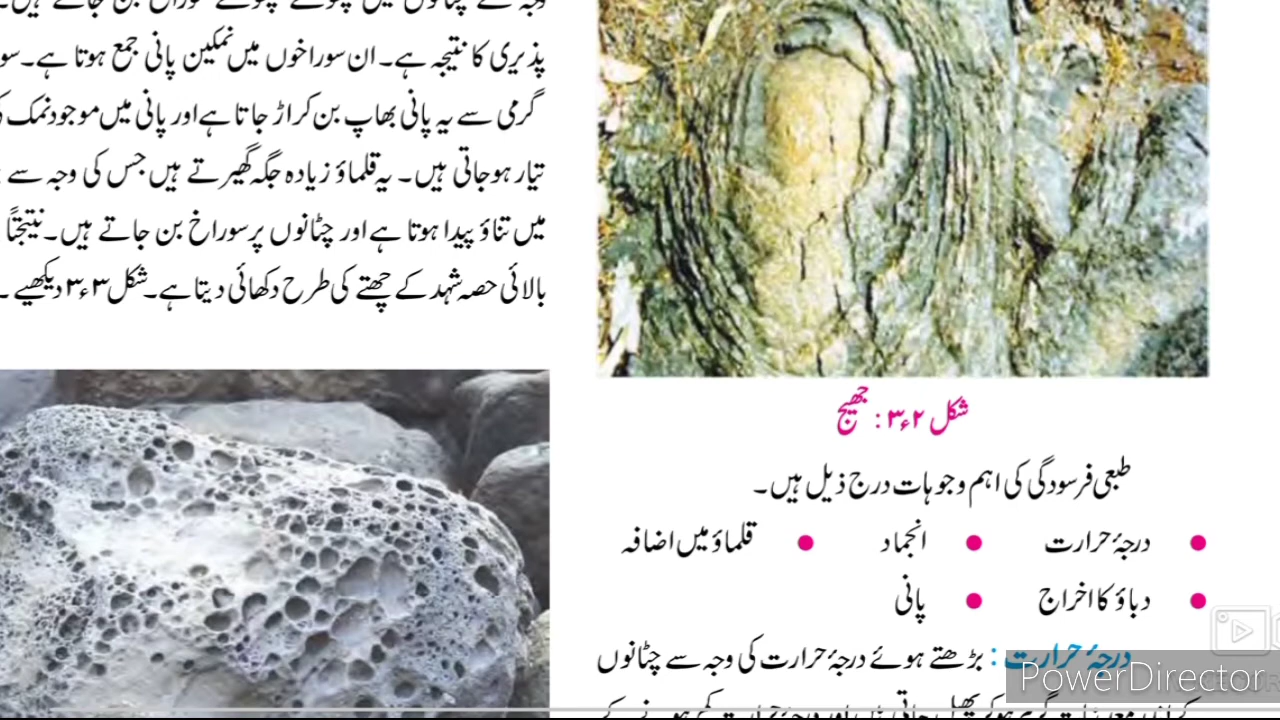 شکل ۳ء۲ : جھیج
طبعی فرسودگی کی اہم وجوہات درج ذیل ہیں۔
● درجۂ حرارت ● انجماد ● قلماؤ میں اضافہ
● دباؤ کا اخراج ● پانی
درجۂ حرارت : بڑھتے ہوئے درجۂ حرارت کی وجہ سے چٹانوں
پذیری کا نتیجہ ہے۔ ان سوراخوں میں نمکین پانی جمع ہوتا ہے۔
گرمی سے یہ پانی بھاپ بن کر اڑ جاتا ہے اور پانی میں موجود نمک
تیار ہوجاتی ہیں۔ یہ قلماؤ زیادہ جگہ گھیرتے ہیں جس کی وجہ سے
میں تناؤ پیدا ہوتا ہے اور چٹانوں پر سوراخ بن جاتے ہیں۔ نتیجتاً
بالائی حصہ شہد کے چھتے کی طرح دکھائی دیتا ہے۔ شکل ۳ء۳ دیکھیے۔
PowerDirector